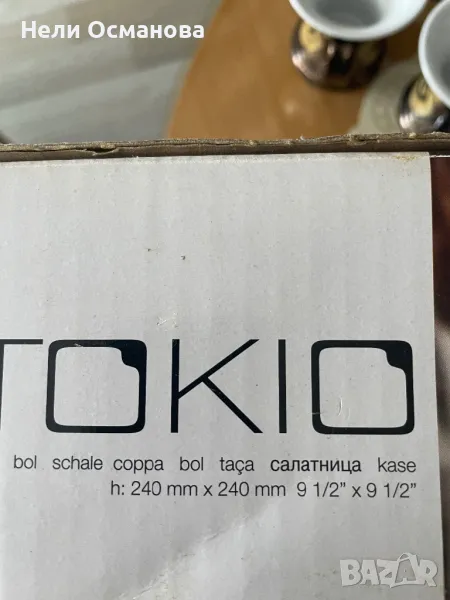 Нели Османова
TOKIO
bol schale coppa bol taça салатница kase
h: 240 mm x 240 mm 9 1/2” x 9 1/2”
BAZAR